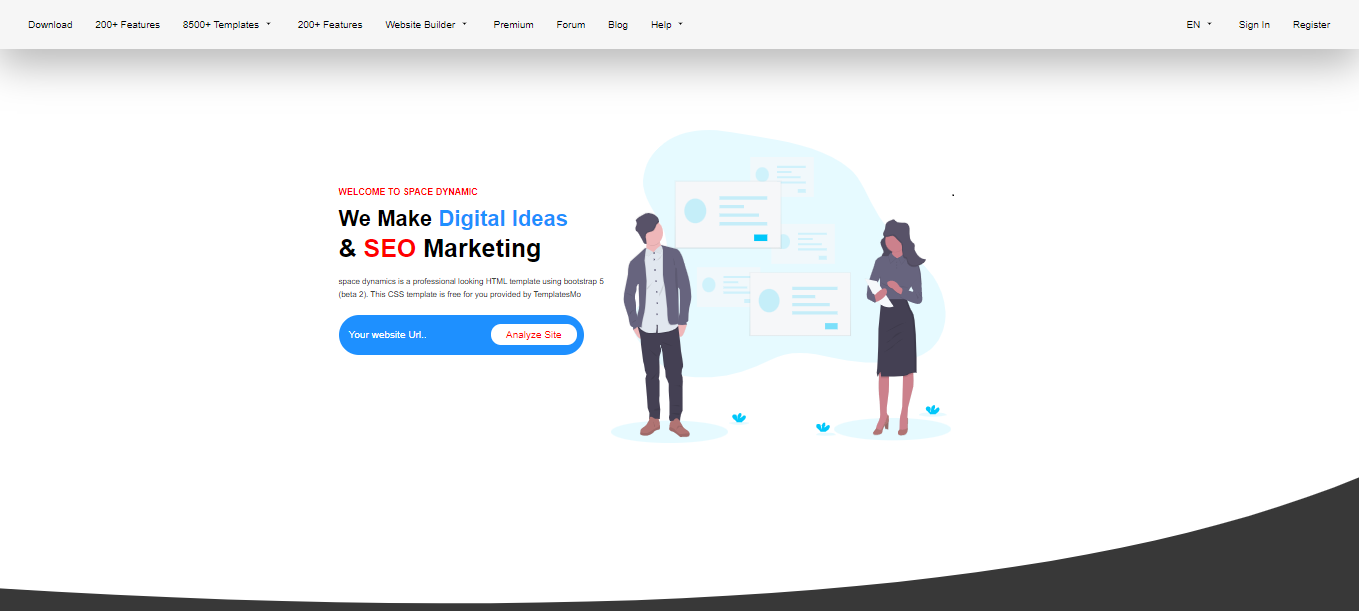 Download 200+ Features 8500+ Templates 200+ Features Website Builder Premium Forum Blog Help EN Sign In Register
WELCOME TO SPACE DYNAMIC
We Make Digital Ideas
& SEO Marketing
space dynamics is a professional looking HTML template using bootstrap 5
(beta 2). This CSS template is free for you provided by TemplatesMo
Your website Url.. Analyze Site